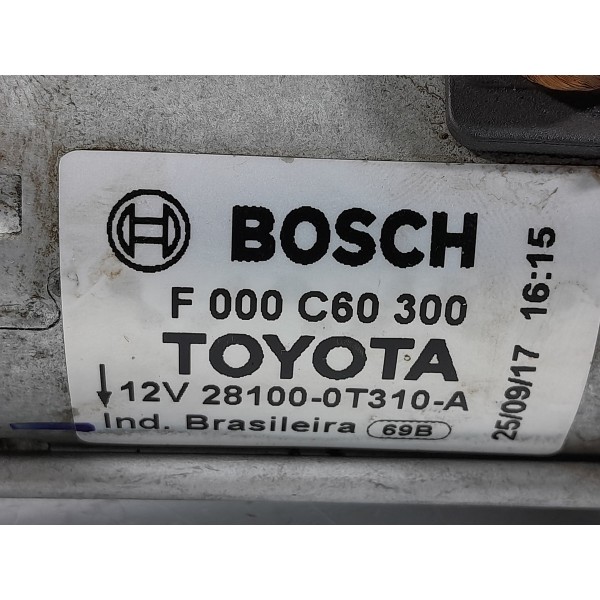 BOSCH
F 000 C60 300
TOYOTA
12V 28100-0T310-A
Ind. Brasileira 69B
25/09/17 16:15